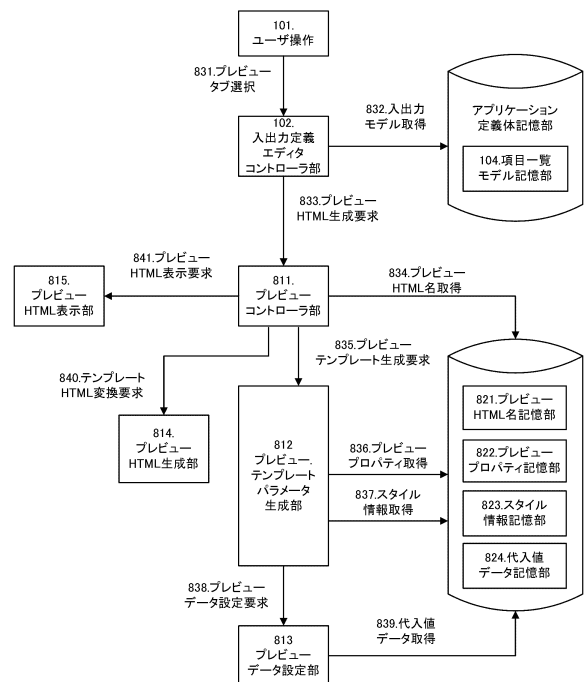 101.
ユーザ操作
831.プレビュー
タブ選択
102.
入出力定義
エディタ
コントローラ部
832.入出力
モデル取得
アプリケーション
定義体記憶部
104.項目一覧
モデル記憶部
833.プレビュー
HTML生成要求
841.プレビュー
HTML表示要求
815.
プレビュー
HTML表示部
811.
プレビュー
コントローラ部
834.プレビュー
HTML名取得
835.プレビュー
テンプレート生成要求
840.テンプレート
HTML変換要求
814.
プレビュー
HTML生成部
812
プレビュー.
テンプレート
パラメータ
生成部
836.プレビュー
プロパティ取得
837.スタイル
情報取得
821.プレビュー
HTML名記憶部
822.プレビュー
プロパティ記憶部
823.スタイル
情報記憶部
824.代入値
データ記憶部
838.プレビュー
データ設定要求
839.代入値
データ取得
813
プレビュー
データ設定部